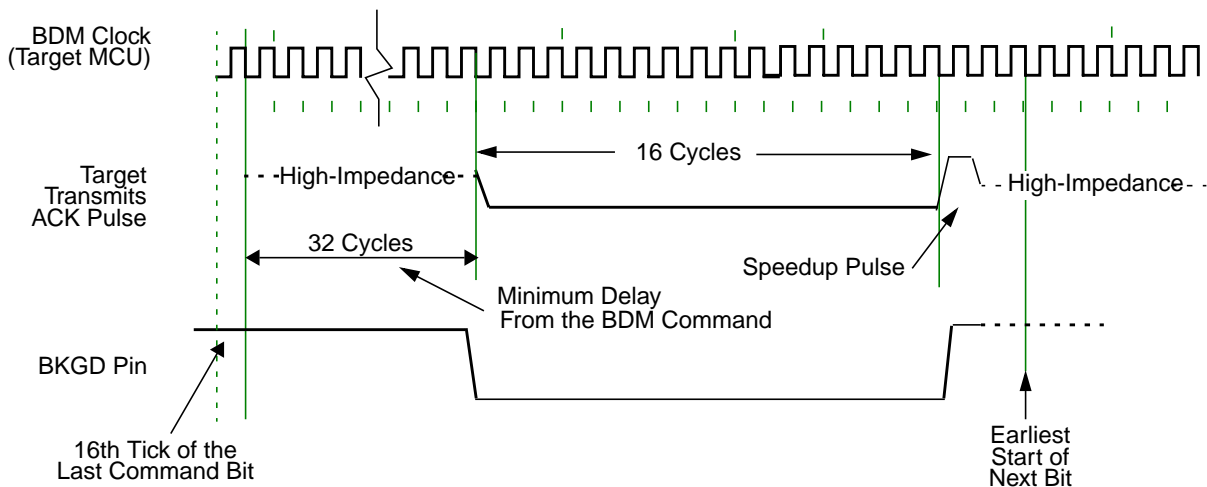 BDM Clock
(Target MCU)
16 Cycles
Target
Transmits
ACK Pulse
High-Impedance
High-Impedance
32 Cycles
Speedup Pulse
Minimum Delay
From the BDM Command
BKGD Pin
16th Tick of the
Last Command Bit
Earliest
Start of
Next Bit